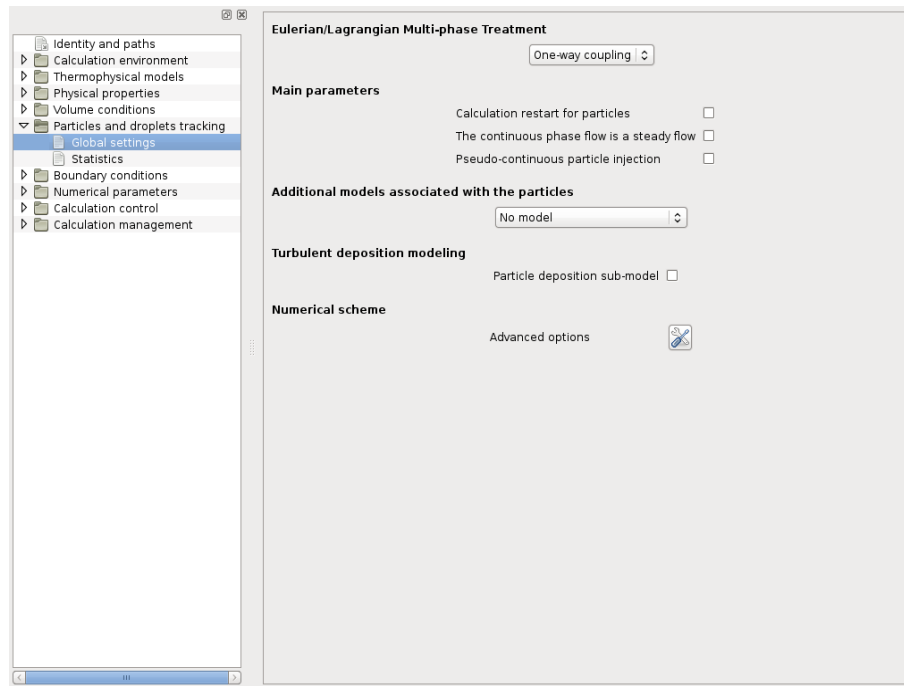 Identity and paths
Calculation environment
Thermophysical models
Physical properties
Volume conditions
Particles and droplets tracking
Global settings
Statistics
Boundary conditions
Numerical parameters
Calculation control
Calculation management
Eulerian/Lagrangian Multi-phase Treatment
One-way coupling
Main parameters
Calculation restart for particles
The continuous phase flow is a steady flow
Pseudo-continuous particle injection
Additional models associated with the particles
No model
Turbulent deposition modeling
Particle deposition sub-model
Numerical scheme
Advanced options